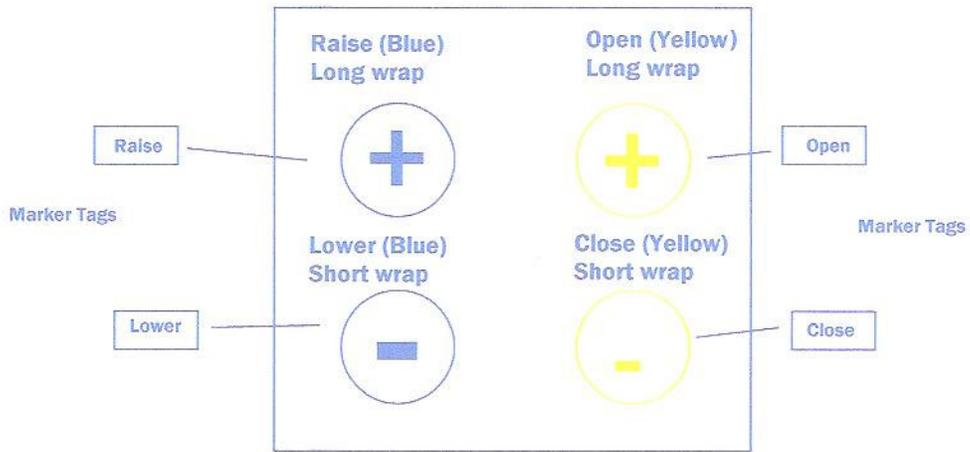 Raise (Blue)
Long wrap
Open (Yellow)
Long wrap
Raise
+
+
Open
Marker Tags
Marker Tags
Lower (Blue)
Short wrap
Close (Yellow)
Short wrap
Lower
-
-
Close